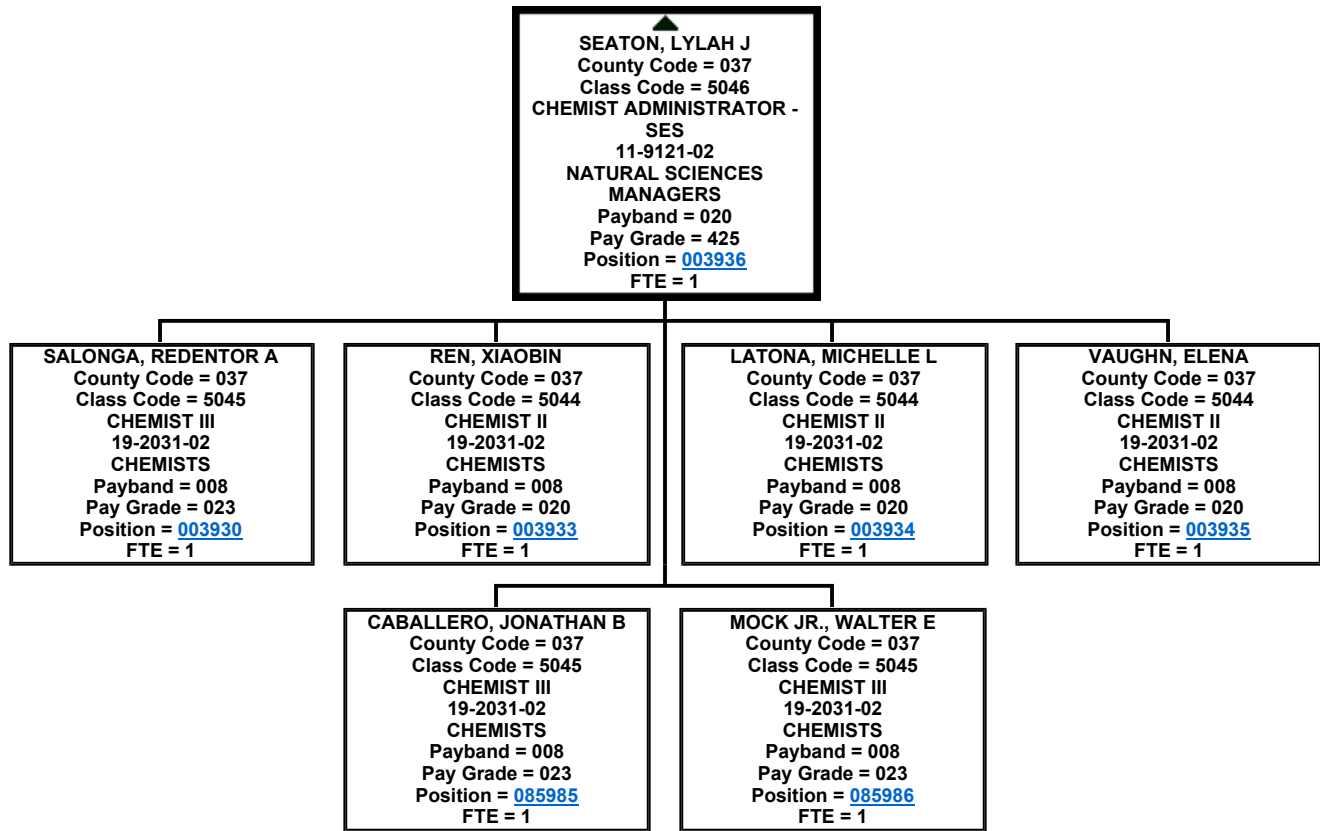 SEATON, LYLAH J
County Code = 037
Class Code = 5046
CHEMIST ADMINISTRATOR -
SES
11-9121-02
NATURAL SCIENCES
MANAGERS
Payband = 020
Pay Grade = 425
Position = 003936
FTE = 1
SALONGA, REDENTOR A
County Code = 037
Class Code = 5045
CHEMIST III
19-2031-02
CHEMISTS
Payband = 008
Pay Grade = 023
Position = 003930
FTE = 1
REN, XIAOBIN
County Code = 037
Class Code = 5044
CHEMIST II
19-2031-02
CHEMISTS
Payband = 008
Pay Grade = 020
Position = 003933
FTE = 1
LATONA, MICHELLE L
County Code = 037
Class Code = 5044
CHEMIST II
19-2031-02
CHEMISTS
Payband = 008
Pay Grade = 020
Position = 003934
FTE = 1
VAUGHN, ELENA
County Code = 037
Class Code = 5044
CHEMIST II
19-2031-02
CHEMISTS
Payband = 008
Pay Grade = 020
Position = 003935
FTE = 1
CABALLERO, JONATHAN B
County Code = 037
Class Code = 5045
CHEMIST III
19-2031-02
CHEMISTS
Payband = 008
Pay Grade = 023
Position = 085985
FTE = 1
MOCK JR., WALTER E
County Code = 037
Class Code = 5045
CHEMIST III
19-2031-02
CHEMISTS
Payband = 008
Pay Grade = 023
Position = 085986
FTE = 1